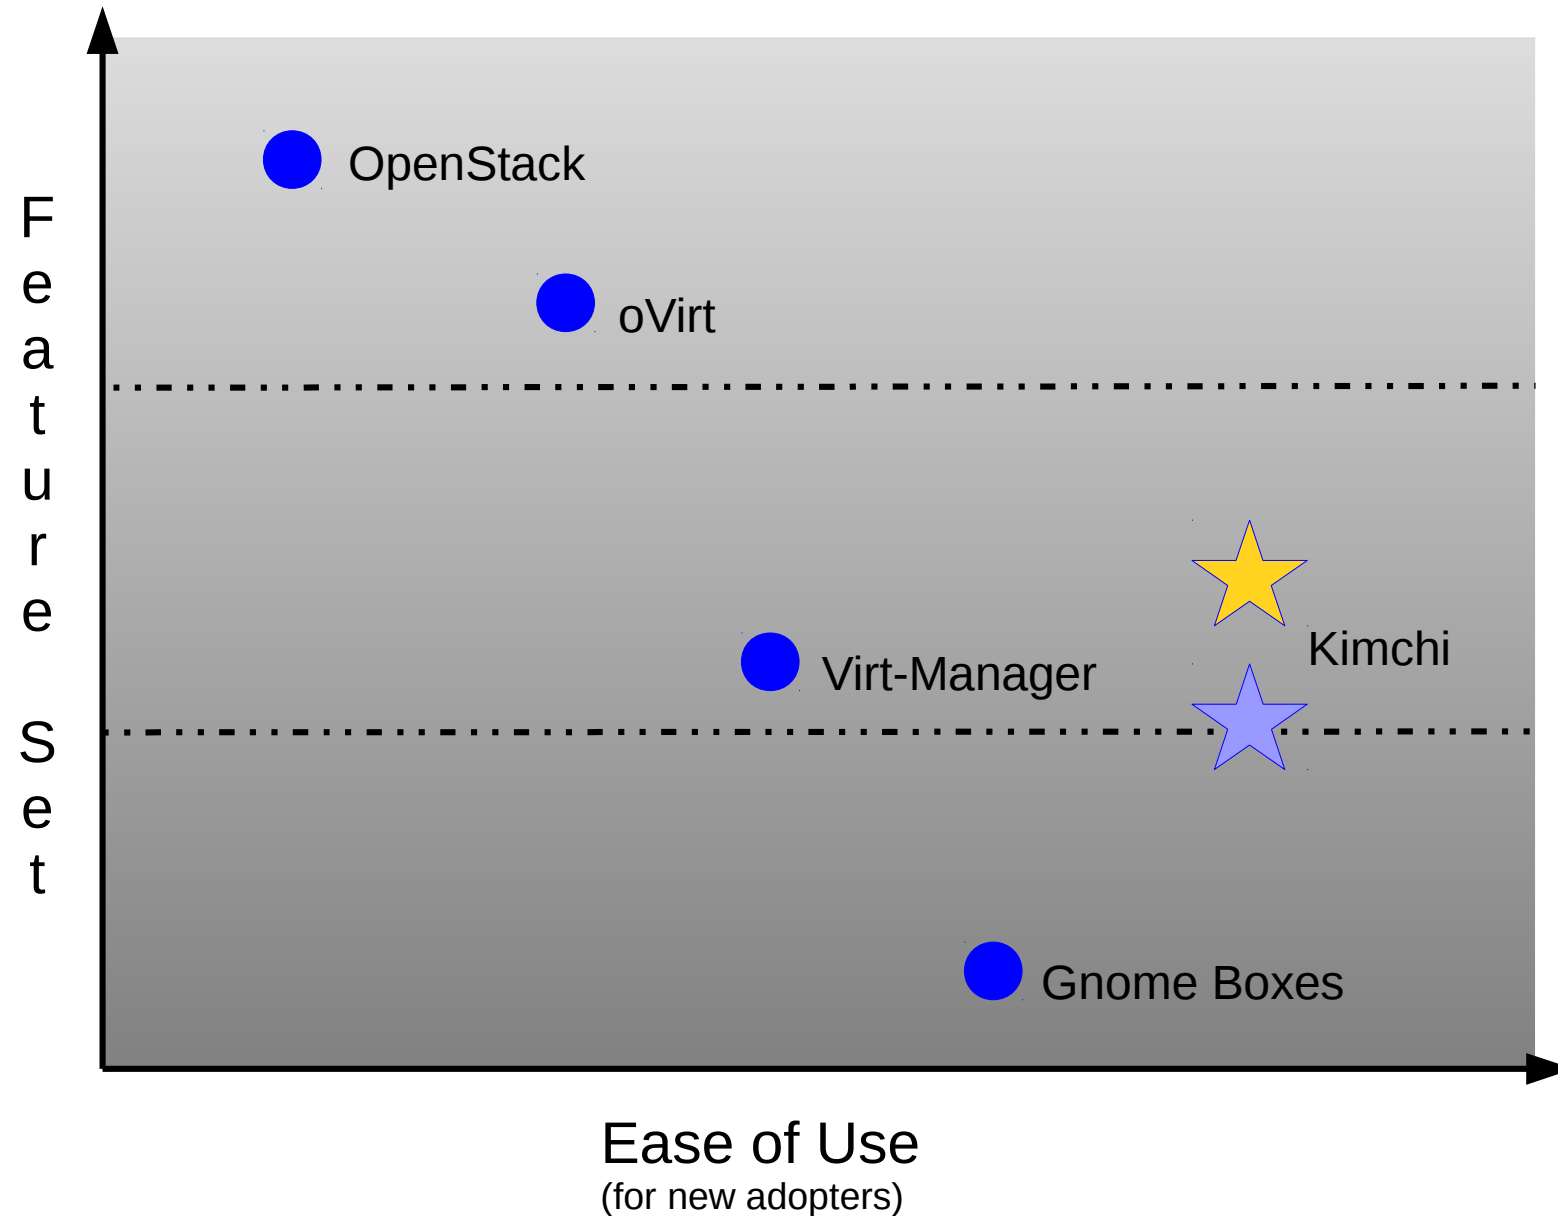 Feature Set
OpenStack
oVirt
Kimchi
Virt-Manager
Gnome Boxes
Ease of Use
(for new adopters)